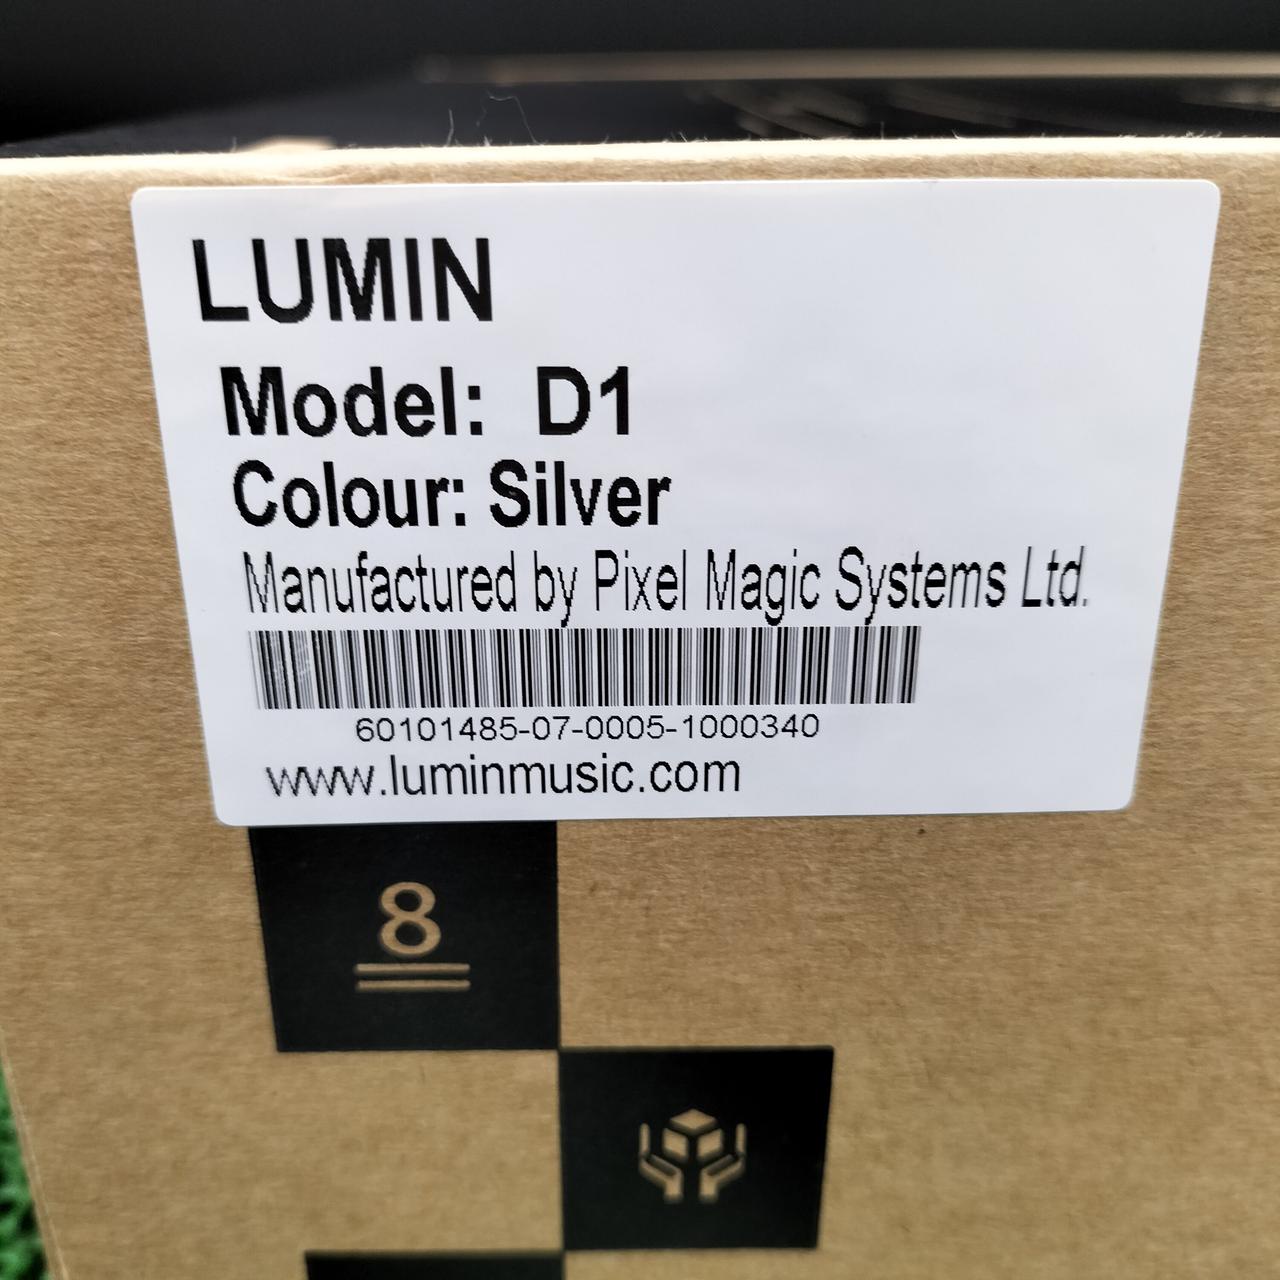 LUMIN
Model: D1
Colour: Silver
Manufactured by Pixel Magic Systems Ltd.
60101485-07-0005-1000340
www.luminmusic.com
8